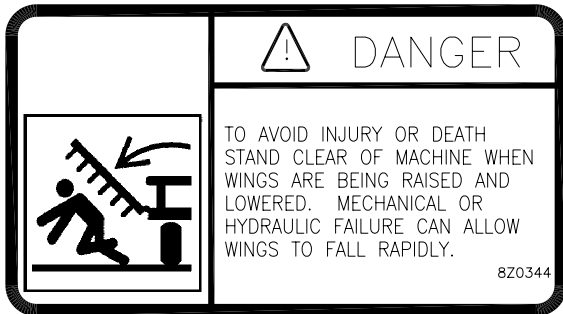 DANGER
TO AVOID INJURY OR DEATH
STAND CLEAR OF MACHINE WHEN
WINGS ARE BEING RAISED AND
LOWERED. MECHANICAL OR
HYDRAULIC FAILURE CAN ALLOW
WINGS TO FALL RAPIDLY.
8Z0344